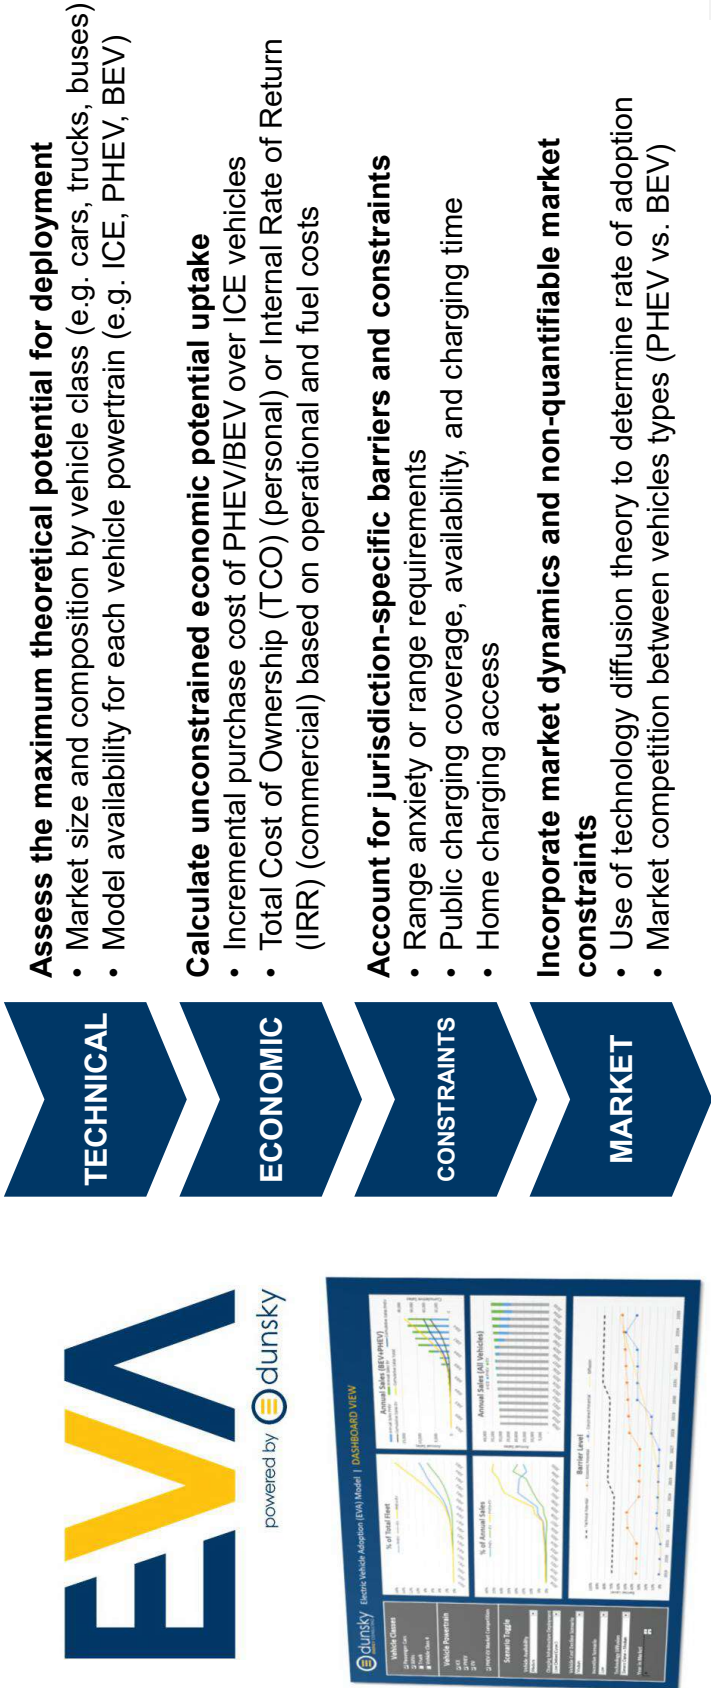 EVA
powered by dunsky
dunsky Electric Vehicle Adoption (EVA) Model | DASHBOARD VIEW
Vehicle Classes
Vehicle Powertrain
Scenario Toggle
% of Total Fleet
Annual Sales (BEV+PHEV)
% of Annual Sales
Annual Sales (All Vehicles)
Barrier Level
TECHNICAL
Assess the maximum theoretical potential for deployment
• Market size and composition by vehicle class (e.g. cars, trucks, buses)
• Model availability for each vehicle powertrain (e.g. ICE, PHEV, BEV)
ECONOMIC
Calculate unconstrained economic potential uptake
• Incremental purchase cost of PHEV/BEV over ICE vehicles
• Total Cost of Ownership (TCO) (personal) or Internal Rate of Return
(IRR) (commercial) based on operational and fuel costs
CONSTRAINTS
Account for jurisdiction-specific barriers and constraints
• Range anxiety or range requirements
• Public charging coverage, availability, and charging time
• Home charging access
MARKET
Incorporate market dynamics and non-quantifiable market
constraints
• Use of technology diffusion theory to determine rate of adoption
• Market competition between vehicles types (PHEV vs. BEV)